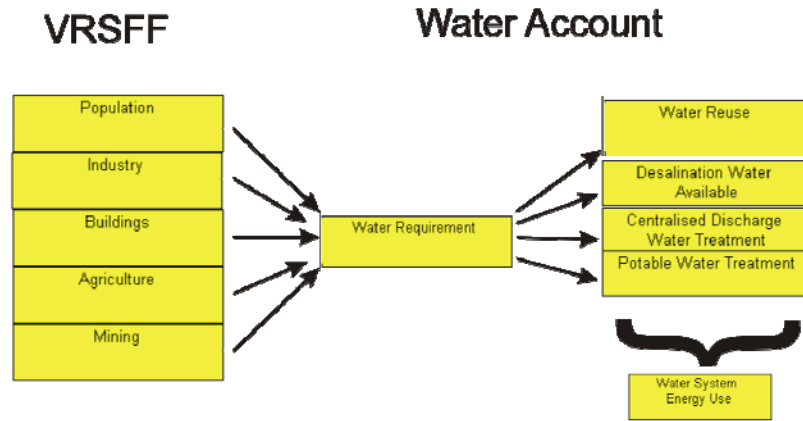 VRSFF
Water Account
Population
Industry
Buildings
Agriculture
Mining
Water Requirement
Water Reuse
Desalination Water
Available
Centralised Discharge
Water Treatment
Potable Water Treatment
Water System
Energy Use